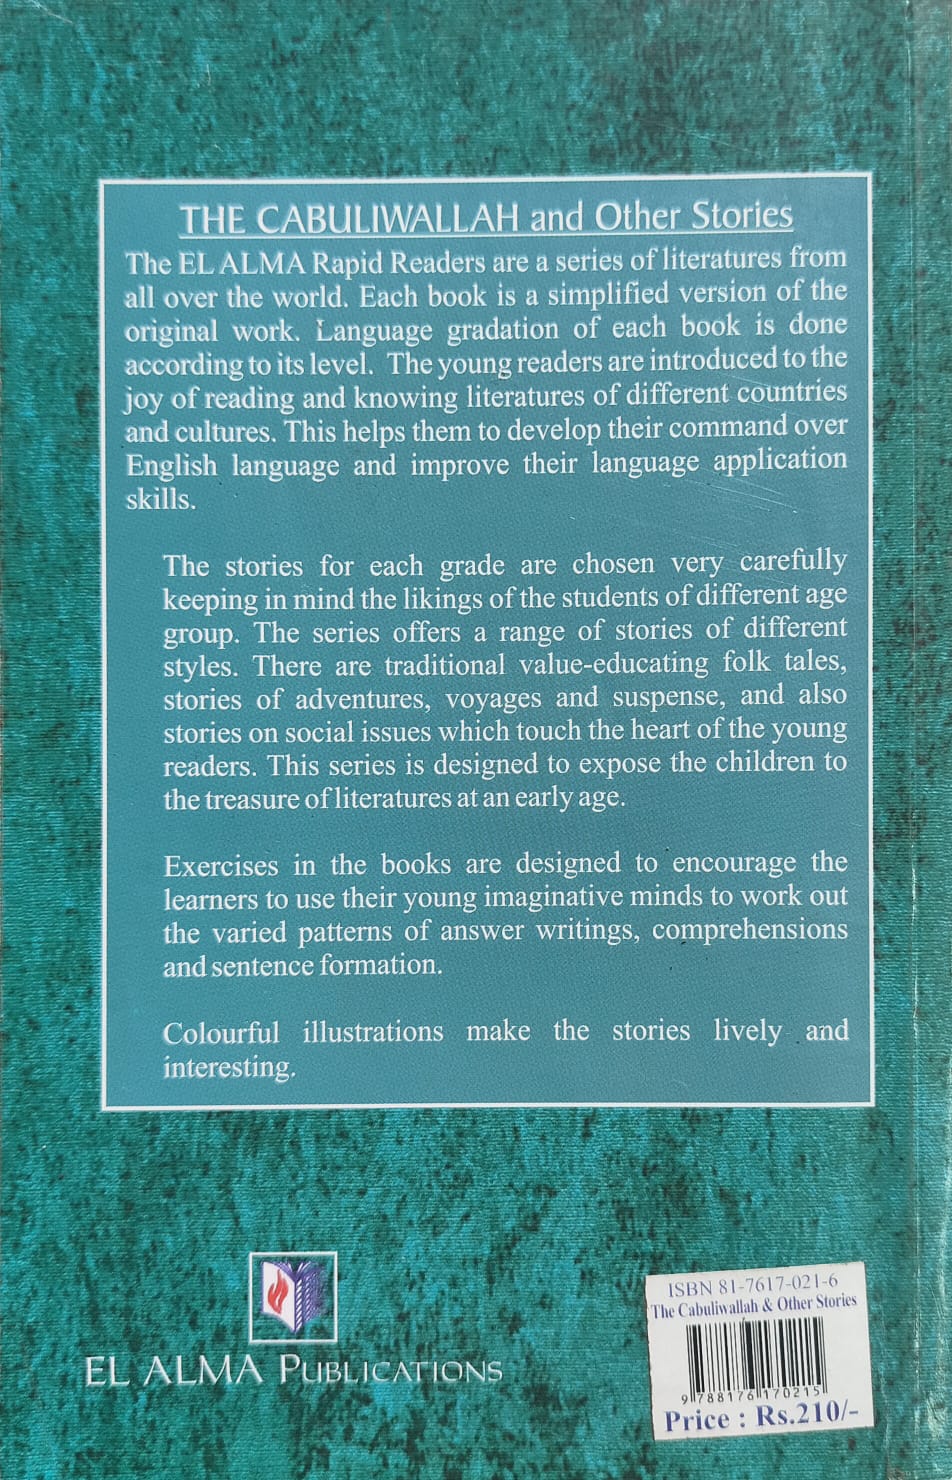 THE CABULIWALLAH and Other Stories
The EL ALMA Rapid Readers are a series of literatures from
all over the world. Each book is a simplified version of the
original work. Language gradation of each book is done
according to its level. The young readers are introduced to the
joy of reading and knowing literatures of different countries
and cultures. This helps them to develop their command over
English language and improve their language application
skills.
The stories for each grade are chosen very carefully
keeping in mind the likings of the students of different age
group. The series offers a range of stories of different
styles. There are traditional value-educating folk tales,
stories of adventures, voyages and suspense, and also
stories on social issues which touch the heart of the young
readers. This series is designed to expose the children to
the treasure of literatures at an early age.
Exercises in the books are designed to encourage the
learners to use their young imaginative minds to work out
the varied patterns of answer writings, comprehensions
and sentence formation.
Colourful illustrations make the stories lively and
interesting.
EL ALMA PUBLICATIONS
ISBN 81-7617-021-6
The Cabuliwallah & Other Stories
9 788176 170215
Price : Rs.210/-